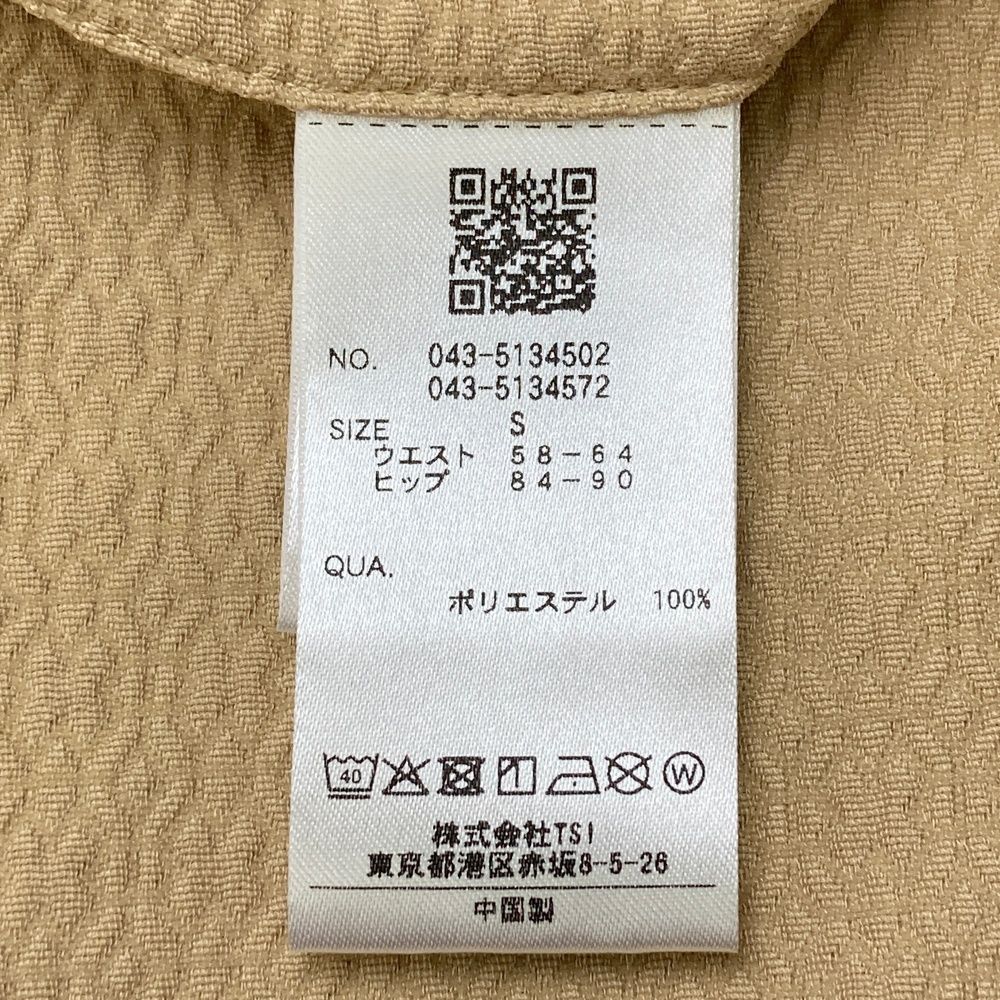 NO. 043-5134502
043-5134572
SIZE S
ウエスト 58-64
ヒップ 84-90
QUA.
ポリエステル 100%
40 W
株式会社TSI
東京都港区赤坂8-5-26
中国製